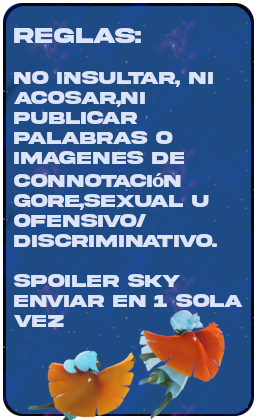 REGLAS:
NO INSULTAR, NI
ACOSAR,NI
PUBLICAR
PALABRAS O
IMAGENES DE
CONNOTACIÓN
GORE,SEXUAL U
OFENSIVO/
DISCRIMINATIVO.
SPOILER SKY
ENVIAR EN 1 SOLA
VEZ